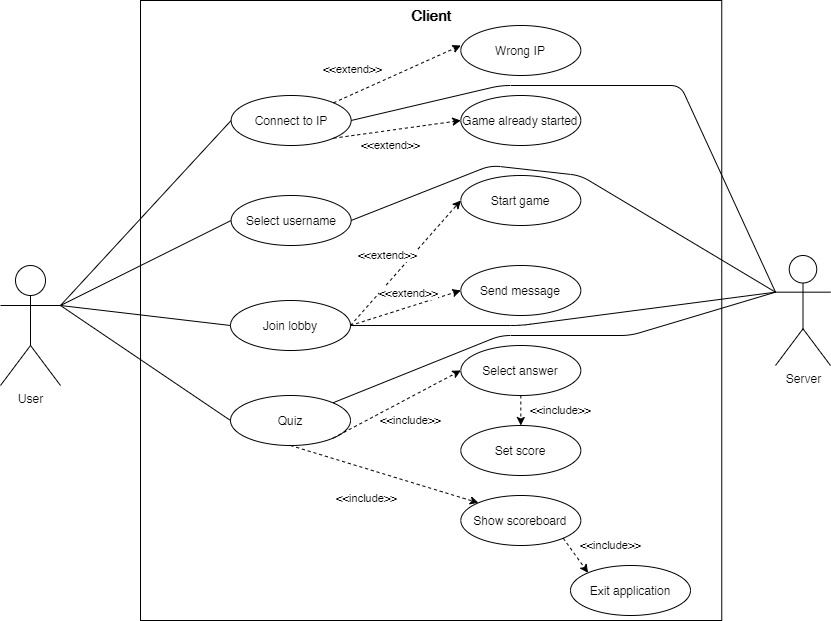 Client
Wrong IP
<<extend>>
Connect to IP
Game already started
<<extend>>
Select username
Start game
<<extend>>
Send message
<<extend>>
Join lobby
Select answer
Server
User
Quiz
<<include>>
<<include>>
Set score
<<include>>
Show scoreboard
<<include>>
Exit application